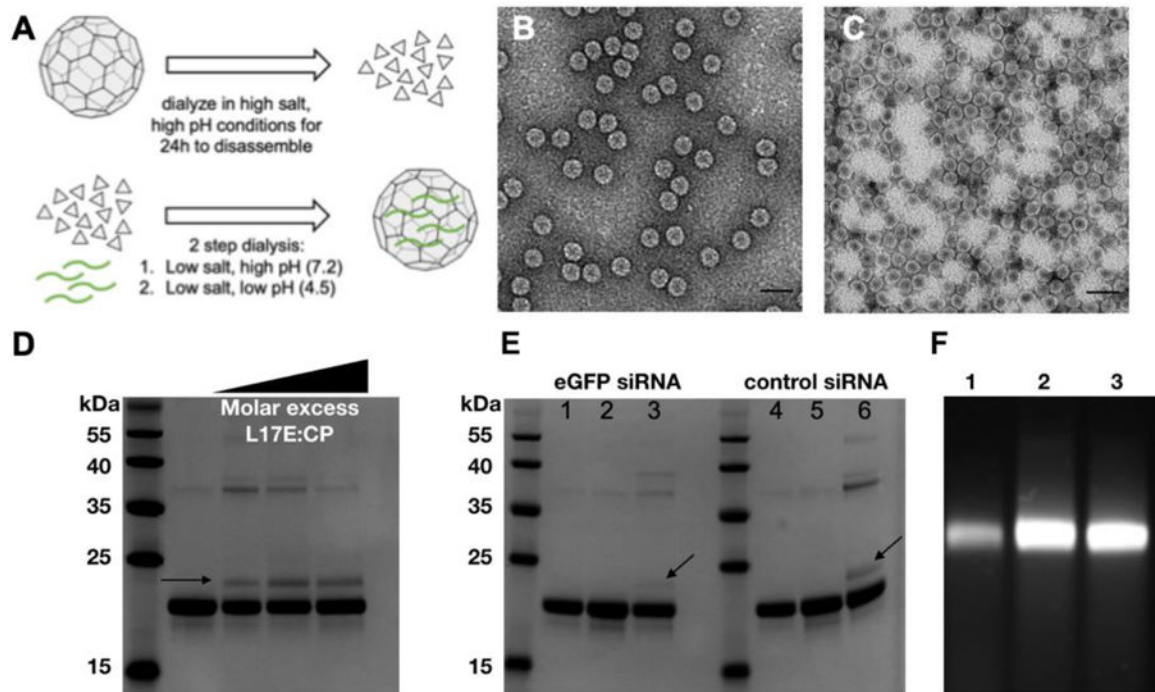 A
dialyze in high salt,
high pH conditions for
24h to disassemble
2 step dialysis:
1. Low salt, high pH (7.2)
2. Low salt, low pH (4.5)
B
C
D
kDa
55
40
35
25
15
Molar excess
L17E:CP
E
eGFP siRNA
control siRNA
kDa
1 2 3 4 5 6
55
40
35
25
15
F
1 2 3